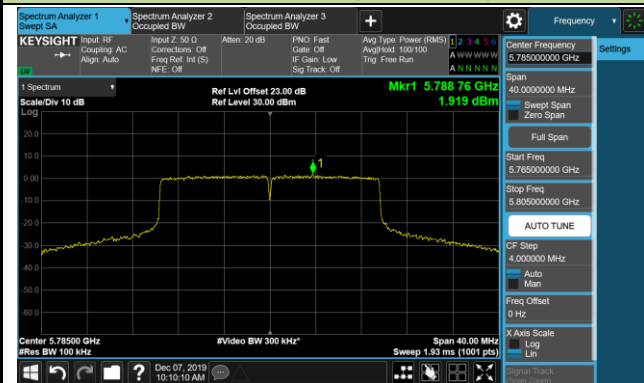 Spectrum Analyzer 1
Swept SA
Spectrum Analyzer 2
Occupied BW
Spectrum Analyzer 3
Occupied BW
+
Frequency
KEYSIGHT
Input: RF
Coupling: AC
Align: Auto
Input Z: 50 Ω
Corrections: Off
Freq Ref: Int (S)
NFE: Off
Atten: 20 dB
PNO: Fast
Gate: Off
IF Gain: Low
Sig Track: Off
Avg Type: Power (RMS)
Avg|Hold: 100/100
Trig: Free Run
1 2 3 4 5 6
A W W W W W
A N N N N N
1 Spectrum
Scale/Div 10 dB
Log
Ref Lvl Offset 23.00 dB
Ref Level 30.00 dBm
Mkr1 5.788 76 GHz
1.919 dBm
20.0
10.0
0.00
-10.0
-20.0
-30.0
-40.0
-50.0
-60.0
1
Center 5.78500 GHz
#Res BW 100 kHz
#Video BW 300 kHz*
Span 40.00 MHz
Sweep 1.93 ms (1001 pts)
Dec 07, 2019
10:10:10 AM
Center Frequency
5.785000000 GHz
Settings
Span
40.0000000 MHz
Swept Span
Zero Span
Full Span
Start Freq
5.765000000 GHz
Stop Freq
5.805000000 GHz
AUTO TUNE
CF Step
4.000000 MHz
Auto
Man
Freq Offset
0 Hz
X Axis Scale
Log
Lin
Signal Track
(Span Zoom)